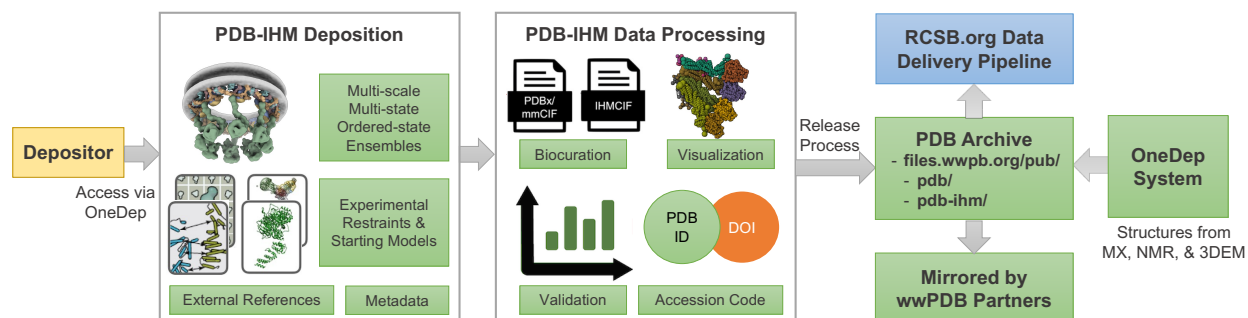 Depositor
Access via
OneDep
PDB-IHM Deposition
Multi-scale
Multi-state
Ordered-state
Ensembles
Experimental
Restraints &
Starting Models
External References
Metadata
PDB-IHM Data Processing
PDBx/
mmCIF
IHMCIF
Biocuration
Visualization
PDB
ID
DOI
Validation
Accession Code
Release
Process
RCSB.org Data
Delivery Pipeline
PDB Archive
- files.wwpb.org/pub/
- pdb/
- pdb-ihm/
Mirrored by
wwPDB Partners
OneDep
System
Structures from
MX, NMR, & 3DEM